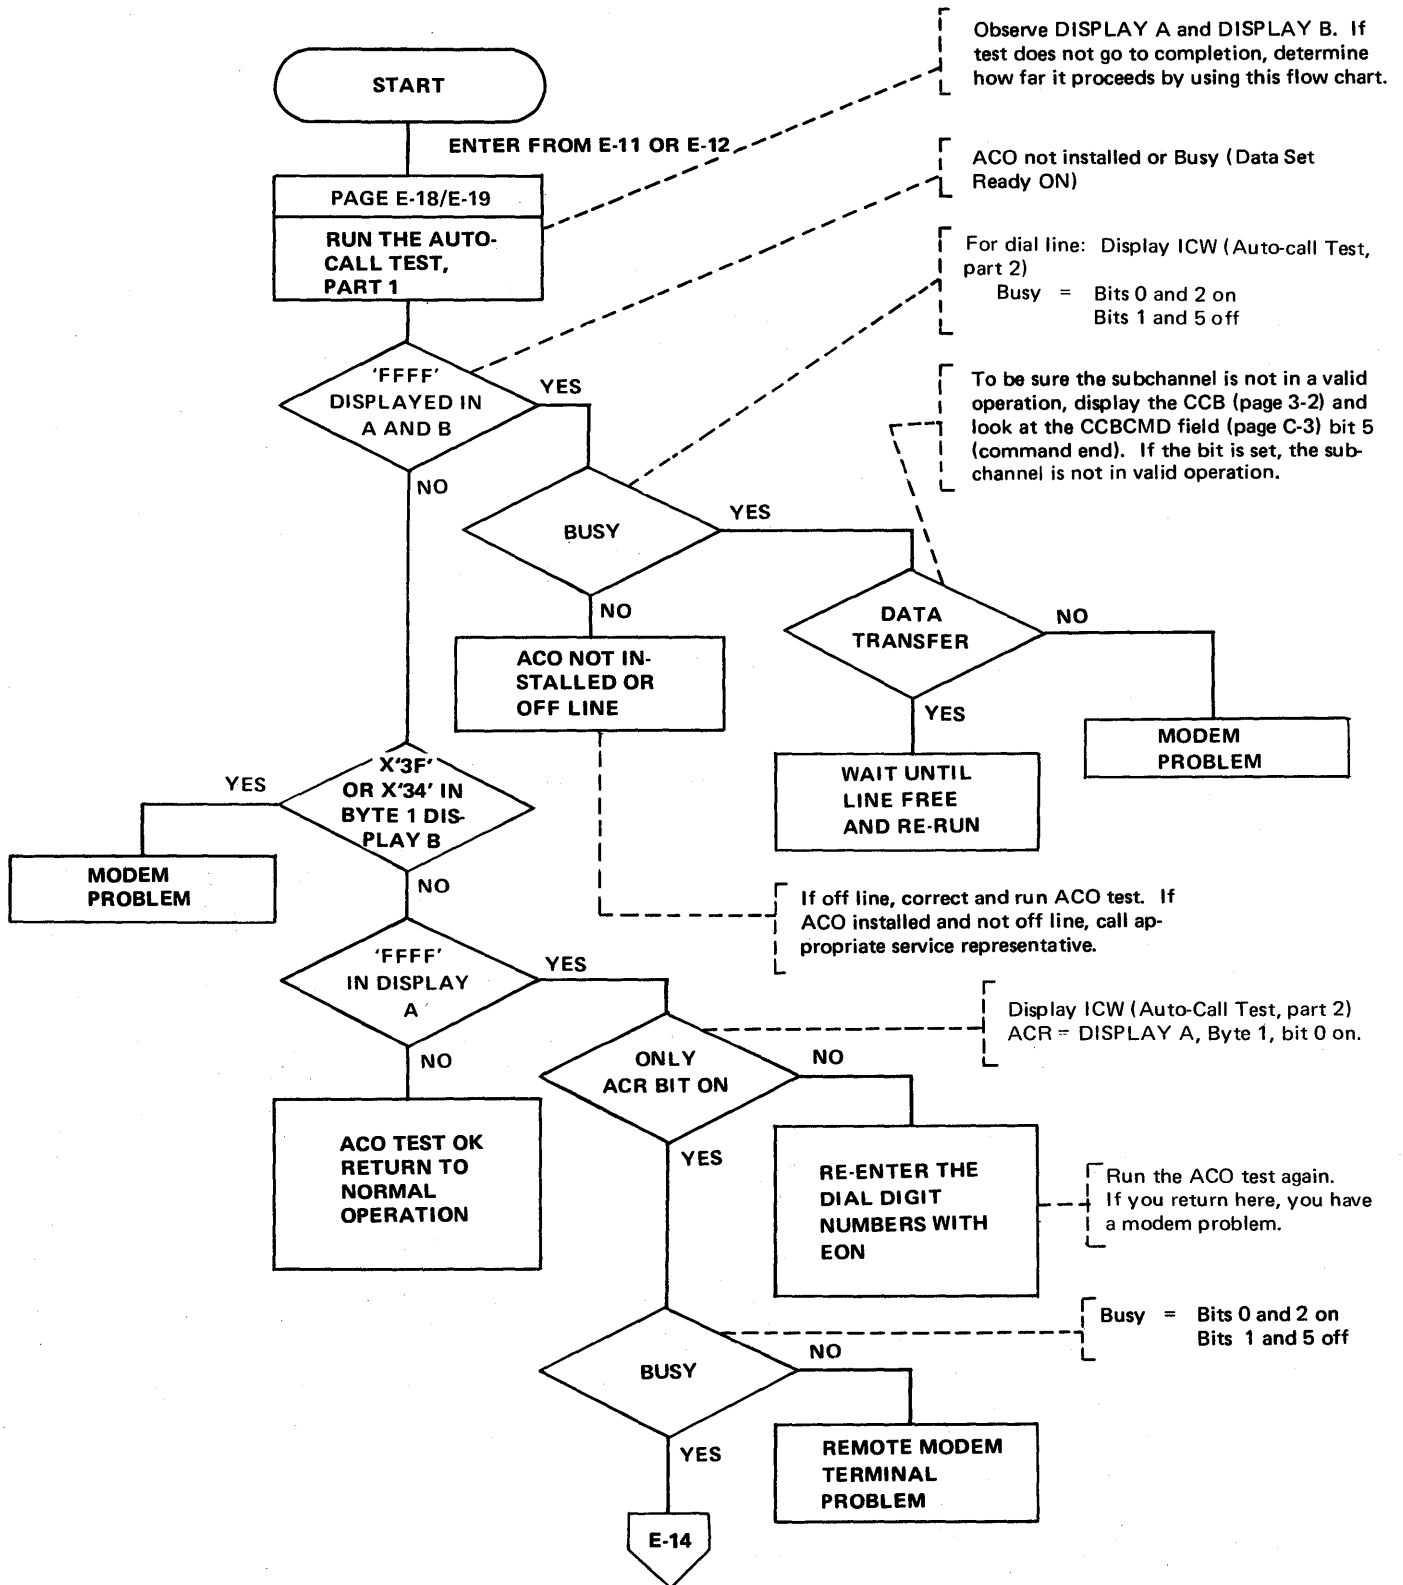 START
Observe DISPLAY A and DISPLAY B. If
test does not go to completion, determine
how far it proceeds by using this flow chart.
ENTER FROM E-11 OR E-12
PAGE E-18/E-19
RUN THE AUTO-
CALL TEST,
PART 1
ACO not installed or Busy (Data Set
Ready ON)
For dial line: Display ICW (Auto-call Test,
part 2)
Busy = Bits 0 and 2 on
Bits 1 and 5 off
'FFFF'
DISPLAYED IN
A AND B
YES
NO
To be sure the subchannel is not in a valid
operation, display the CCB (page 3-2) and
look at the CCBCMD field (page C-3) bit 5
(command end). If the bit is set, the sub-
channel is not in valid operation.
BUSY
YES
NO
DATA
TRANSFER
NO
YES
ACO NOT IN-
STALLED OR
OFF LINE
MODEM
PROBLEM
WAIT UNTIL
LINE FREE
AND RE-RUN
X'3F'
OR X'34' IN
BYTE 1 DIS-
PLAY B
YES
NO
MODEM
PROBLEM
If off line, correct and run ACO test. If
ACO installed and not off line, call ap-
propriate service representative.
'FFFF'
IN DISPLAY
A
YES
NO
Display ICW (Auto-Call Test, part 2)
ACR = DISPLAY A, Byte 1, bit 0 on.
ONLY
ACR BIT ON
NO
YES
ACO TEST OK
RETURN TO
NORMAL
OPERATION
RE-ENTER THE
DIAL DIGIT
NUMBERS WITH
EON
Run the ACO test again.
If you return here, you have
a modem problem.
Busy = Bits 0 and 2 on
Bits 1 and 5 off
BUSY
NO
YES
REMOTE MODEM
TERMINAL
PROBLEM
E-14